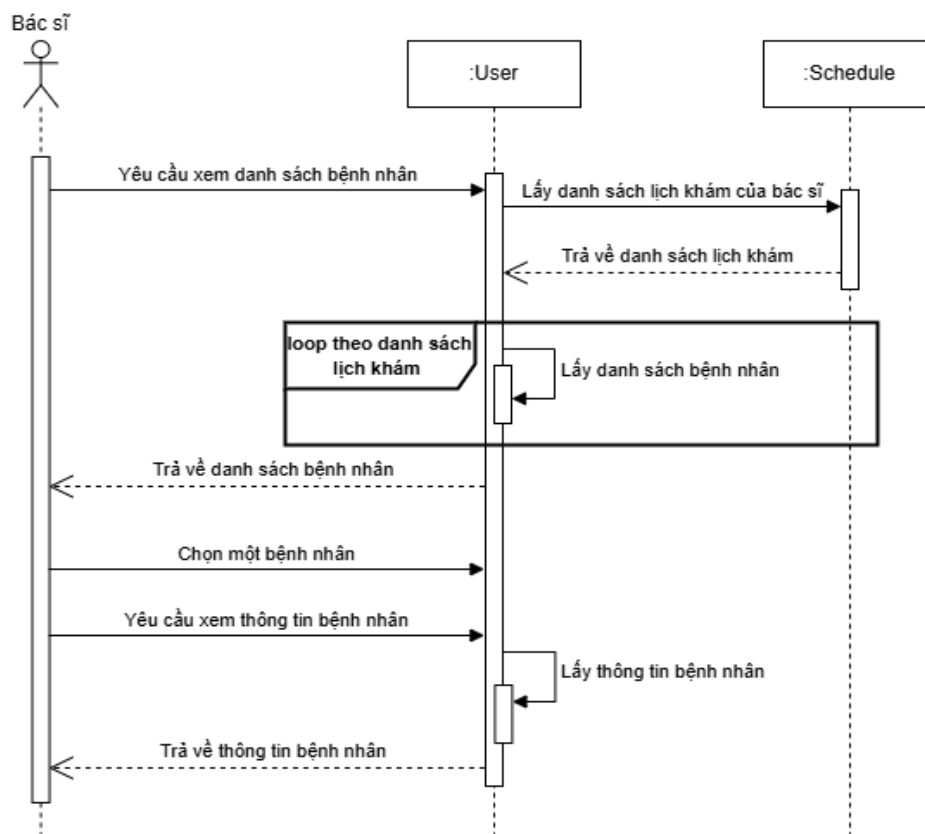 Bác sĩ
:User
:Schedule
Yêu cầu xem danh sách bệnh nhân
Lấy danh sách lịch khám của bác sĩ
Trả về danh sách lịch khám
loop theo danh sách
lịch khám
Lấy danh sách bệnh nhân
Trả về danh sách bệnh nhân
Chọn một bệnh nhân
Yêu cầu xem thông tin bệnh nhân
Lấy thông tin bệnh nhân
Trả về thông tin bệnh nhân